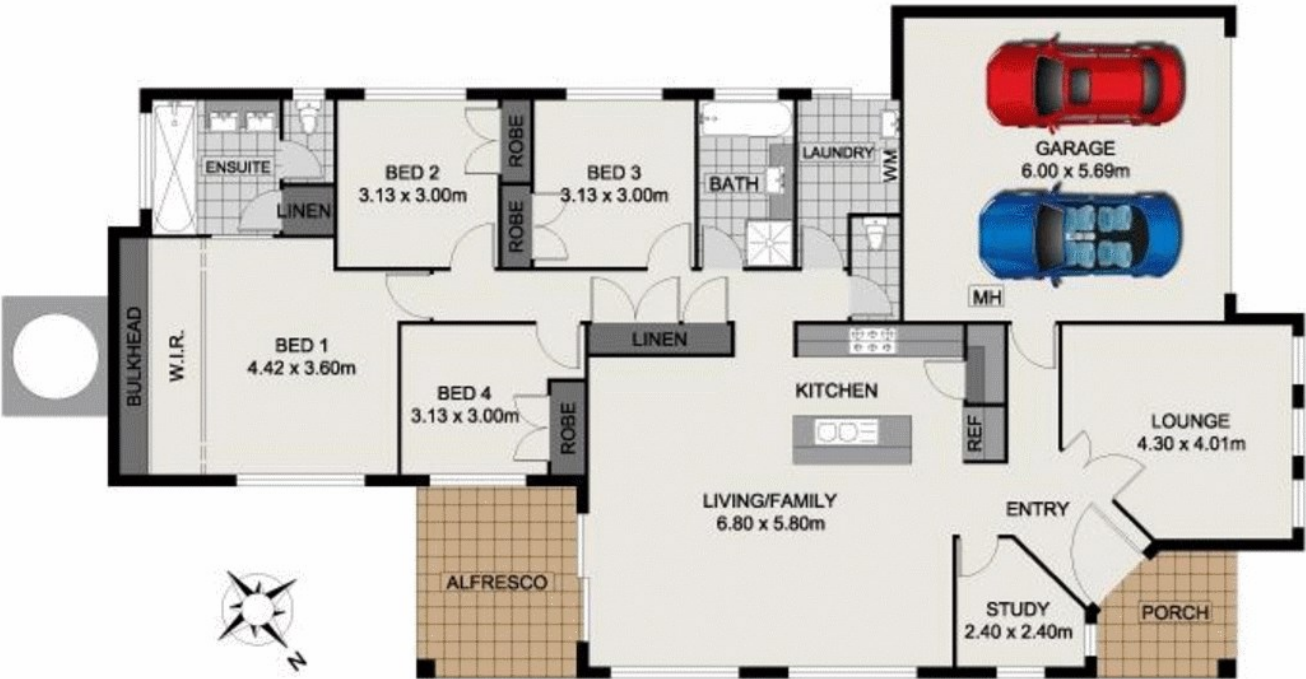 GARAGE
6.00 x 5.69m
MH
ENSUITE
LINEN
BED 2
3.13 x 3.00m
ROBE
ROBE
BED 3
3.13 x 3.00m
BATH
LAUNDRY
WM
BULKHEAD
W.I.R.
BED 1
4.42 x 3.60m
BED 4
3.13 x 3.00m
ROBE
LINEN
KITCHEN
REF
LOUNGE
4.30 x 4.01m
LIVING/FAMILY
6.80 x 5.80m
ENTRY
ALFRESCO
STUDY
2.40 x 2.40m
PORCH
N